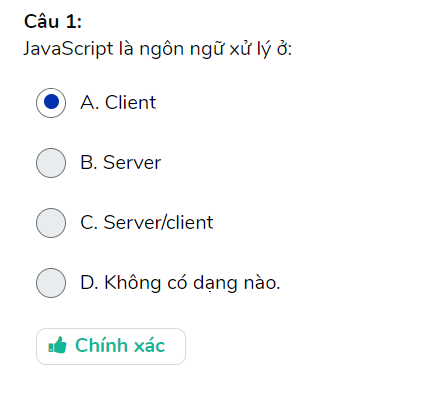 Câu 1:
JavaScript là ngôn ngữ xử lý ở:
A. Client
B. Server
C. Server/client
D. Không có dạng nào.
Chính xác